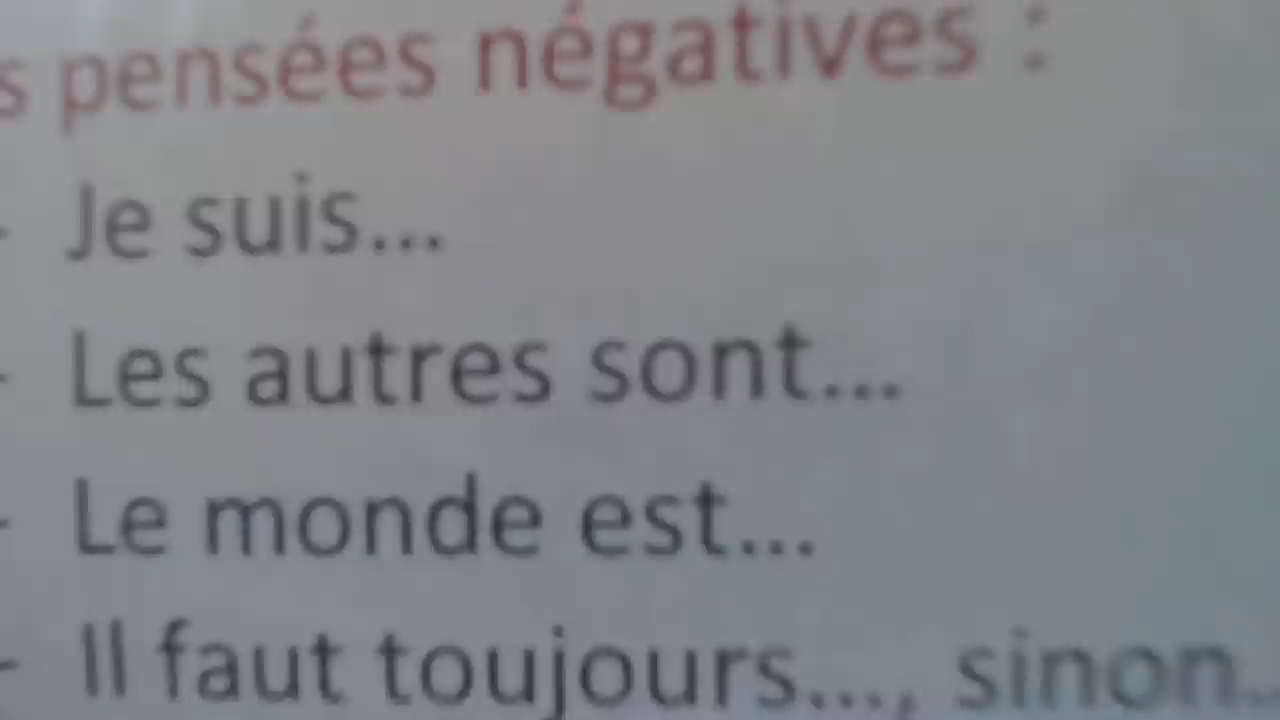 s pensées négatives :
- Je suis...
- Les autres sont...
- Le monde est...
- Il faut toujours..., sinon..